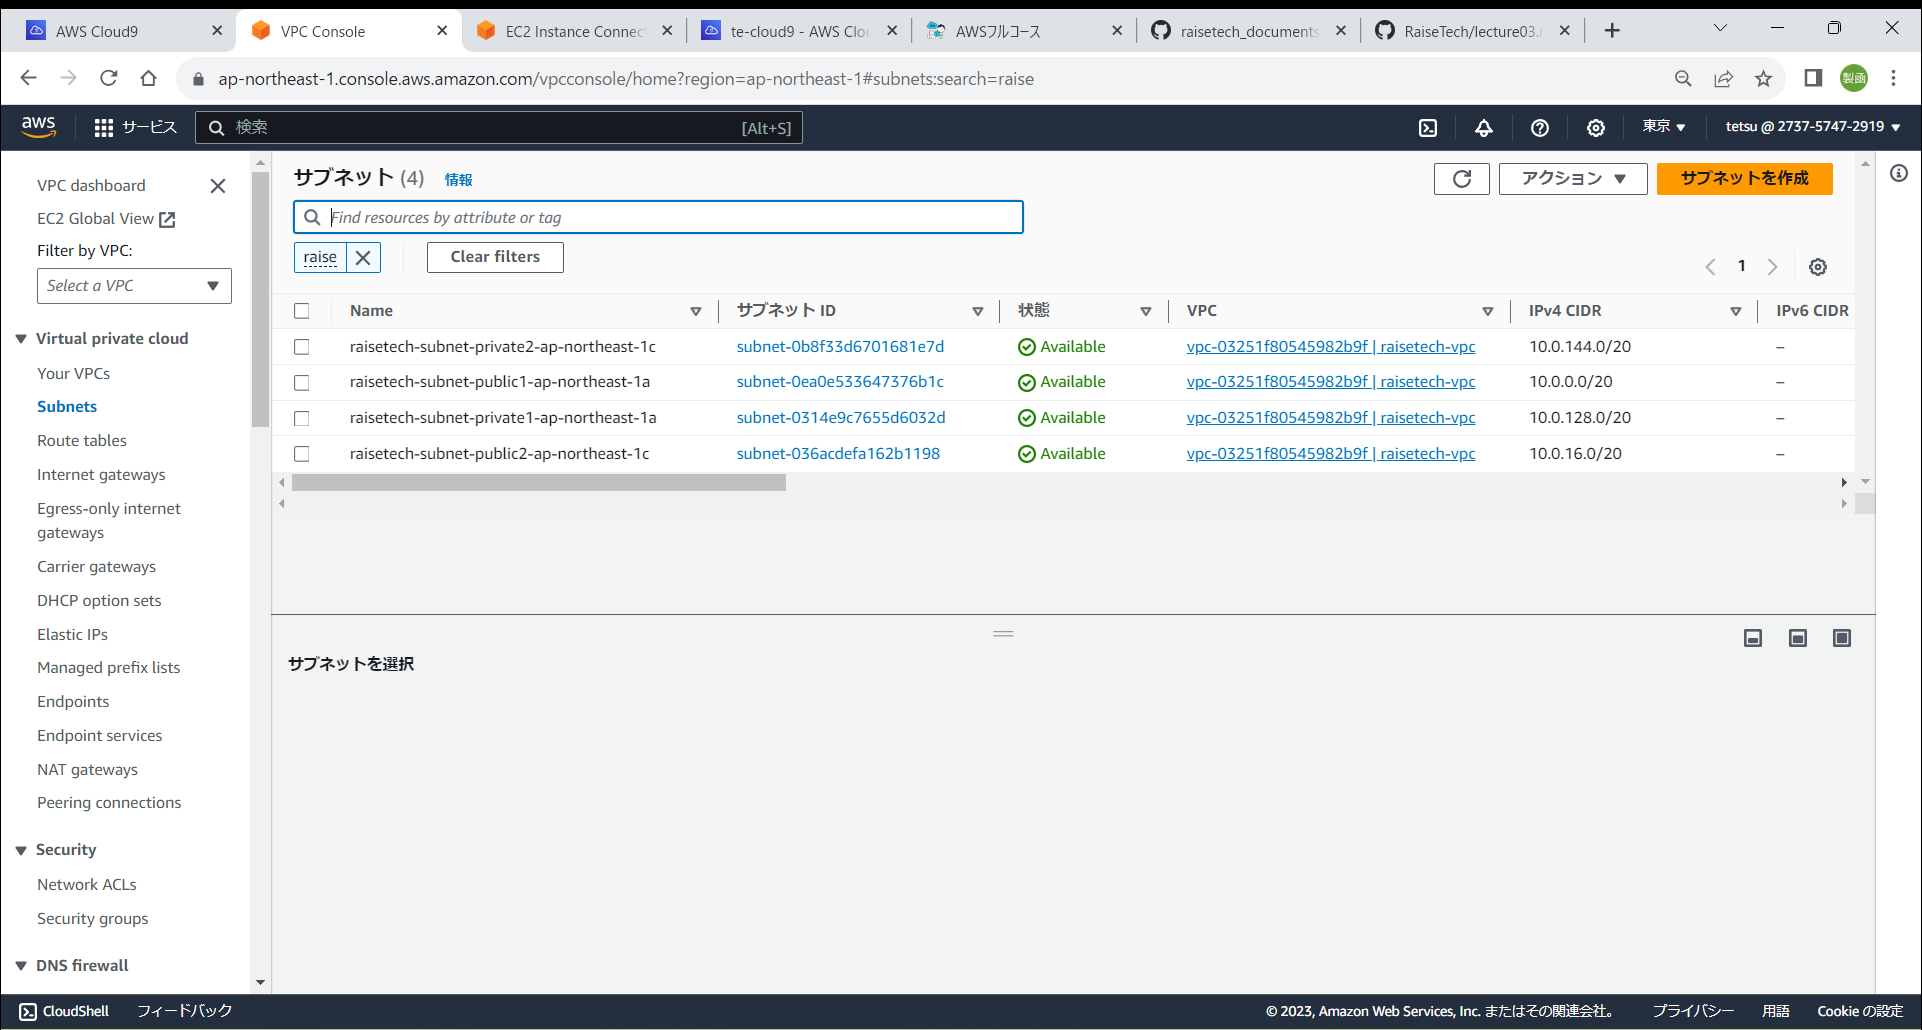 AWS Cloud9
VPC Console
EC2 Instance Connec
te-cloud9 - AWS Clou
AWSフルコース
raisetech_documents
RaiseTech/lecture03.r
ap-northeast-1.console.aws.amazon.com/vpcconsole/home?region=ap-northeast-1#subnets:search=raise
製函
aws
サービス
検索
[Alt+S]
東京
tetsu @ 2737-5747-2919
VPC dashboard
EC2 Global View
Filter by VPC:
Select a VPC
Virtual private cloud
Your VPCs
Subnets
Route tables
Internet gateways
Egress-only internet
gateways
Carrier gateways
DHCP option sets
Elastic IPs
Managed prefix lists
Endpoints
Endpoint services
NAT gateways
Peering connections
Security
Network ACLs
Security groups
DNS firewall
サブネット (4) 情報
アクション
サブネットを作成
Find resources by attribute or tag
raise
Clear filters
1
Name サブネット ID 状態 VPC IPv4 CIDR IPv6 CIDR
raisetech-subnet-private2-ap-northeast-1c subnet-0b8f33d6701681e7d Available vpc-03251f80545982b9f | raisetech-vpc 10.0.144.0/20 –
raisetech-subnet-public1-ap-northeast-1a subnet-0ea0e533647376b1c Available vpc-03251f80545982b9f | raisetech-vpc 10.0.0.0/20 –
raisetech-subnet-private1-ap-northeast-1a subnet-0314e9c7655d6032d Available vpc-03251f80545982b9f | raisetech-vpc 10.0.128.0/20 –
raisetech-subnet-public2-ap-northeast-1c subnet-036acdefa162b1198 Available vpc-03251f80545982b9f | raisetech-vpc 10.0.16.0/20 –
サブネットを選択
CloudShell
フィードバック
© 2023, Amazon Web Services, Inc. またはその関連会社。
プライバシー
用語
Cookie の設定